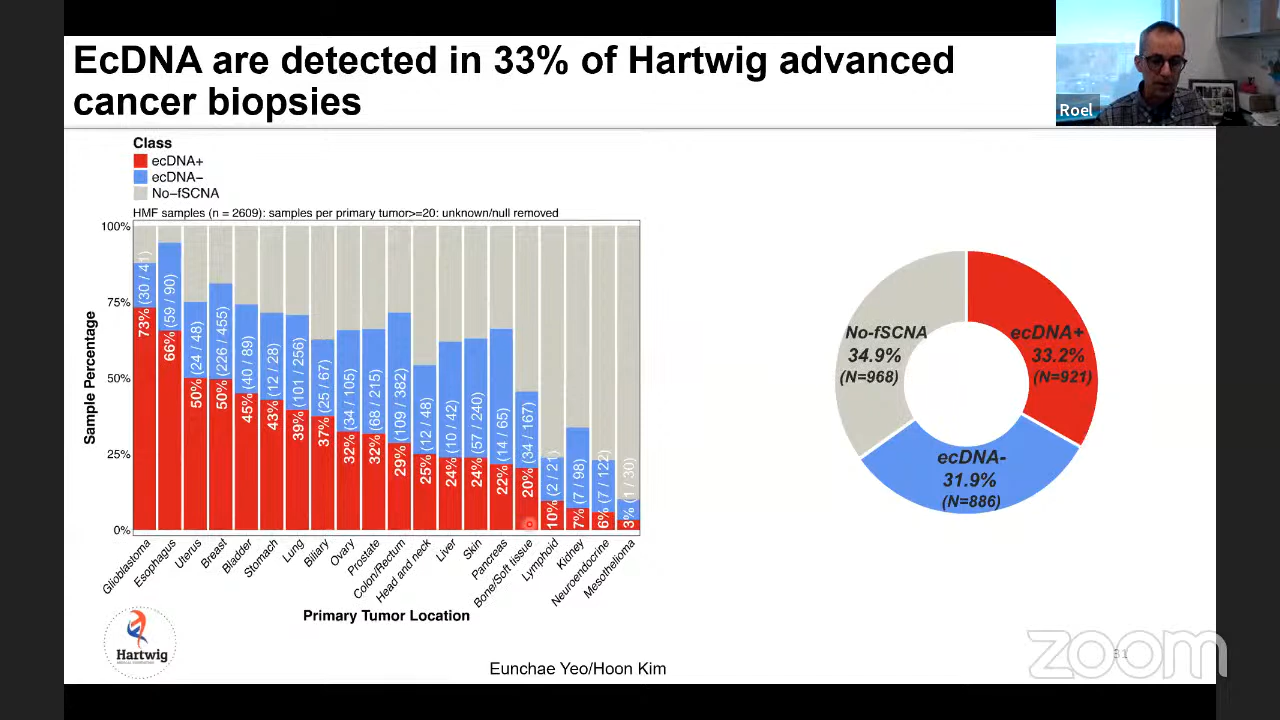 EcDNA are detected in 33% of Hartwig advanced
cancer biopsies
Roel
Class
ecDNA+
ecDNA−
No−fSCNA
HMF samples (n = 2609): samples per primary tumor>=20: unknown/null removed
Sample Percentage
100%
75%
50%
25%
0%
73% (30 / 41)
66% (59 / 90)
50% (24 / 48)
50% (226 / 455)
45% (40 / 89)
43% (12 / 28)
39% (101 / 256)
37% (25 / 67)
32% (34 / 105)
32% (68 / 215)
29% (109 / 382)
25% (12 / 48)
24% (10 / 42)
24% (57 / 240)
22% (14 / 65)
20% (34 / 167)
10% (2 / 21)
7% (7 / 98)
6% (7 / 122)
3% (1 / 30)
Glioblastoma
Esophagus
Uterus
Breast
Bladder
Stomach
Lung
Biliary
Ovary
Prostate
Colon/Rectum
Head and neck
Liver
Skin
Pancreas
Bone/Soft tissue
Lymphoid
Kidney
Neuroendocrine
Mesothelioma
Primary Tumor Location
No-fSCNA
34.9%
(N=968)
ecDNA+
33.2%
(N=921)
ecDNA-
31.9%
(N=886)
Hartwig
Eunchae Yeo/Hoon Kim
31
zoom